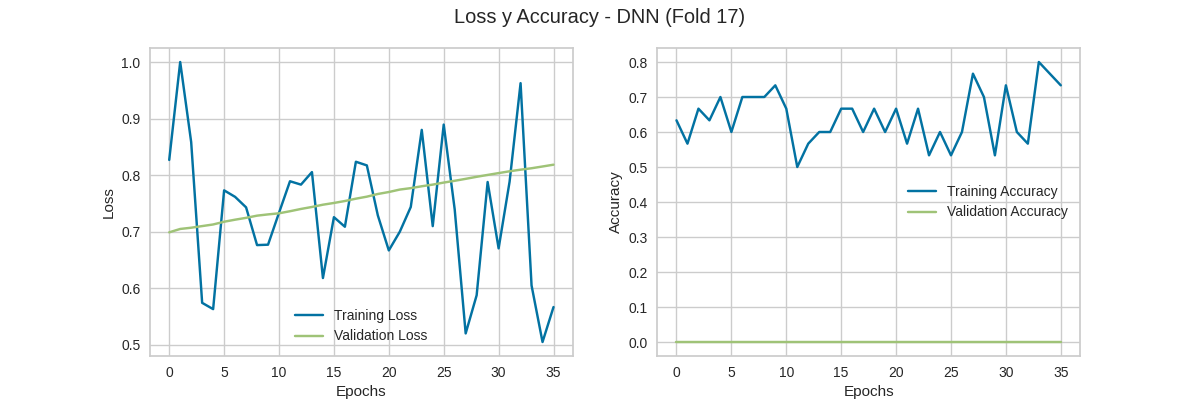 Loss y Accuracy - DNN (Fold 17)
1.0
0.9
0.8
0.7
0.6
0.5
Loss
0 5 10 15 20 25 30 35
Epochs
Training Loss
Validation Loss
0.8
0.7
0.6
0.5
0.4
0.3
0.2
0.1
0.0
Accuracy
0 5 10 15 20 25 30 35
Epochs
Training Accuracy
Validation Accuracy